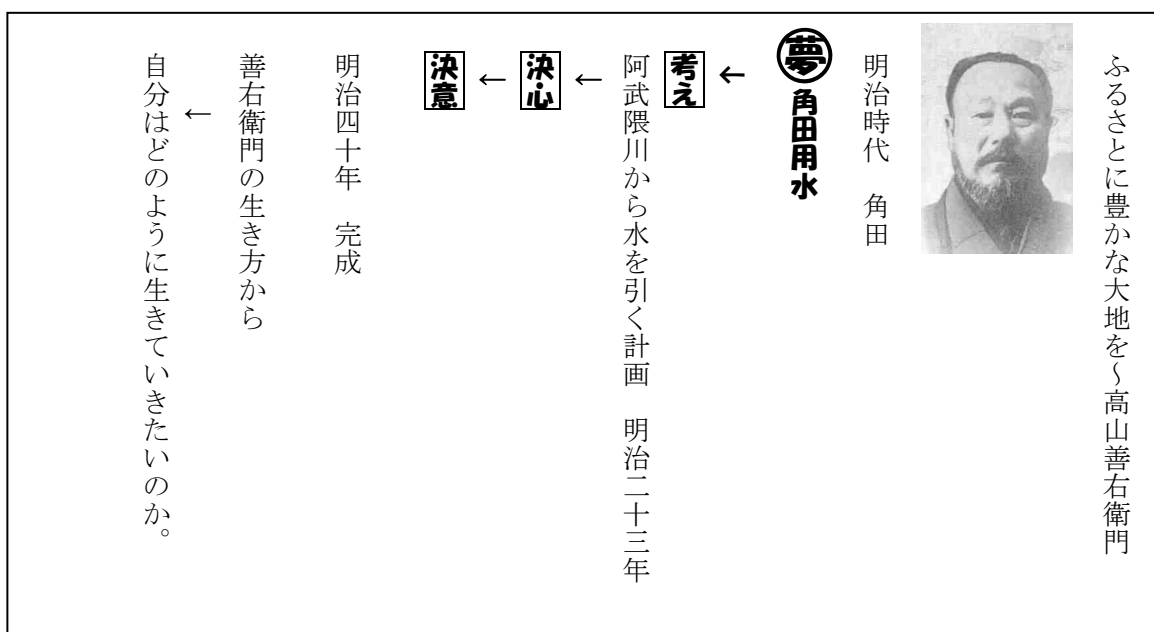 ふるさとに豊かな大地を~高山善右衛門
明治時代 角田
夢 角田用水
←
考え
阿武隈川から水を引く計画 明治二十三年
←
決心
←
決意
明治四十年 完成
善右衛門の生き方から
←
自分はどのように生きていきたいのか。